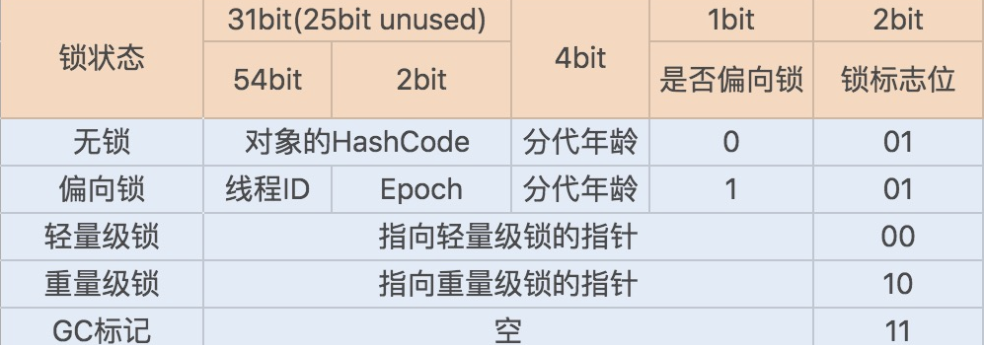 锁状态 31bit(25bit unused) 4bit 1bit 2bit
54bit 2bit 是否偏向锁 锁标志位
无锁 对象的HashCode 分代年龄 0 01
偏向锁 线程ID Epoch 分代年龄 1 01
轻量级锁 指向轻量级锁的指针 00
重量级锁 指向重量级锁的指针 10
GC标记 空 11